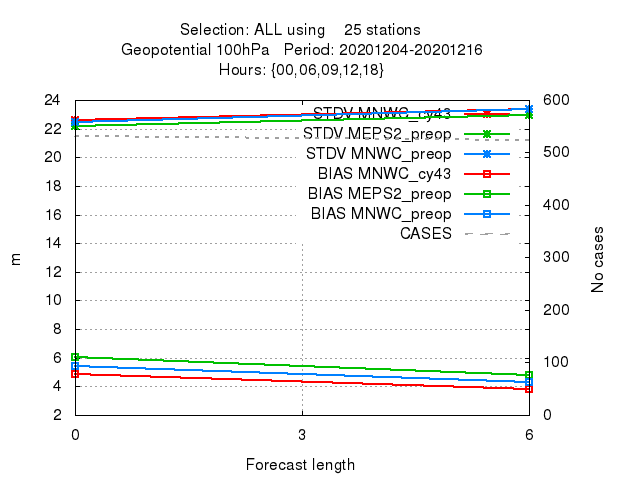 Selection: ALL using 25 stations
Geopotential 100hPa Period: 20201204-20201216
Hours: {00,06,09,12,18}
24 600
STDV MNWC_cy43
22
STDV MEPS2_preop
20 500
STDV MNWC_preop
18 400
BIAS MNWC_cy43
16
BIAS MEPS2_preop
14
BIAS MNWC_preop
CASES
12 300
m
No cases
10 200
8
6 100
4
2 0
0 3 6
Forecast length